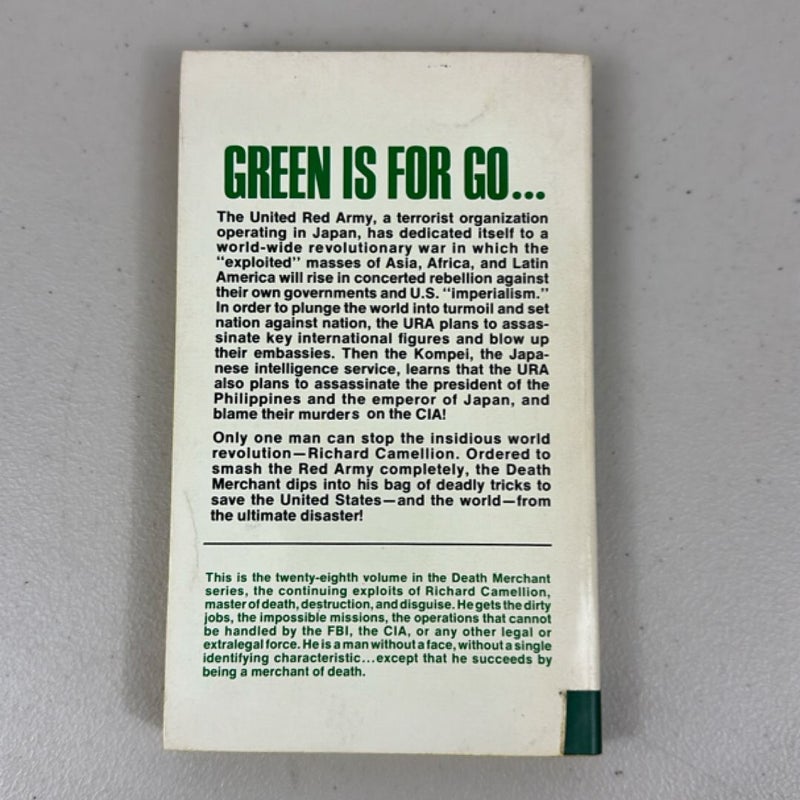 GREEN IS FOR GO...
The United Red Army, a terrorist organization
operating in Japan, has dedicated itself to a
world-wide revolutionary war in which the
“exploited” masses of Asia, Africa, and Latin
America will rise in concerted rebellion against
their own governments and U.S. “imperialism.”
In order to plunge the world into turmoil and set
nation against nation, the URA plans to assas-
sinate key international figures and blow up
their embassies. Then the Kompei, the Japa-
nese intelligence service, learns that the URA
also plans to assassinate the president of the
Philippines and the emperor of Japan, and
blame their murders on the CIA!
Only one man can stop the insidious world
revolution—Richard Camellion. Ordered to
smash the Red Army completely, the Death
Merchant dips into his bag of deadly tricks to
save the United States—and the world—from
the ultimate disaster!
This is the twenty-eighth volume in the Death Merchant
series, the continuing exploits of Richard Camellion,
master of death, destruction, and disguise. He gets the dirty
jobs, the impossible missions, the operations that cannot
be handled by the FBI, the CIA, or any other legal or
extralegal force. He is a man without a face, without a single
identifying characteristic...except that he succeeds by
being a merchant of death.